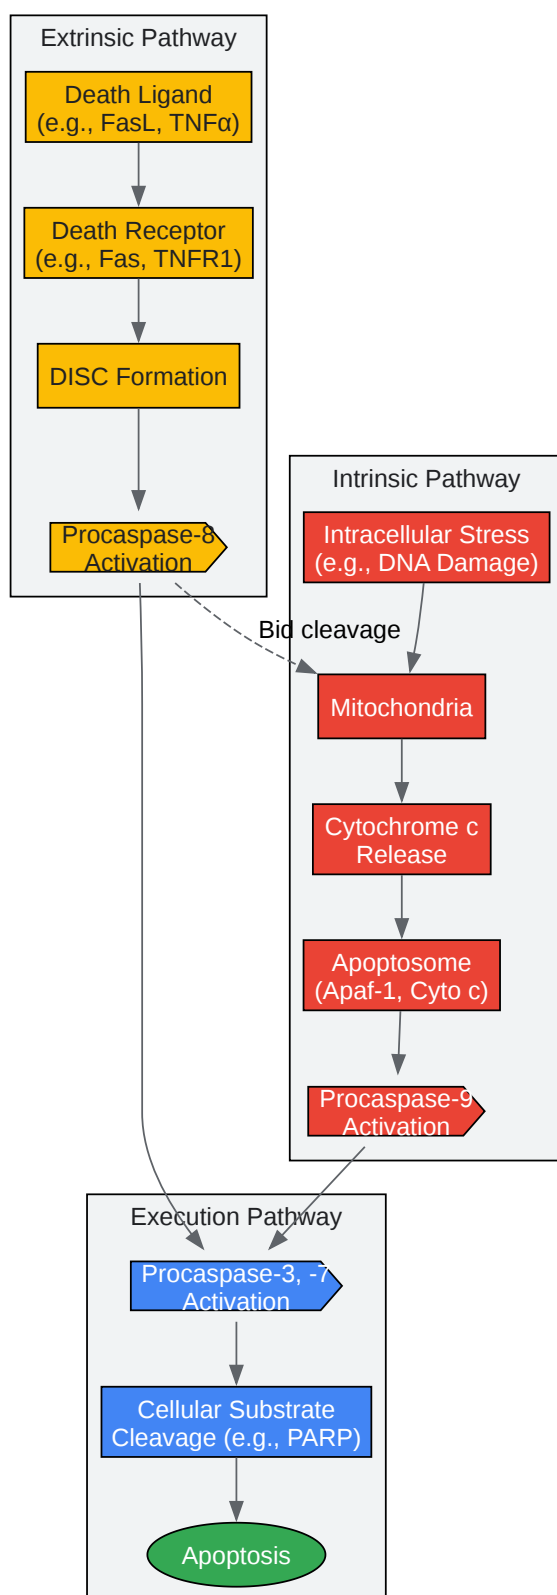 Extrinsic Pathway
Death Ligand
(e.g., FasL, TNFα)
Death Receptor
(e.g., Fas, TNFR1)
DISC Formation
Procaspase-8
Activation
Bid cleavage
Intrinsic Pathway
Intracellular Stress
(e.g., DNA Damage)
Mitochondria
Cytochrome c
Release
Apoptosome
(Apaf-1, Cyto c)
Procaspase-9
Activation
Execution Pathway
Procaspase-3, -7
Activation
Cellular Substrate
Cleavage (e.g., PARP)
Apoptosis